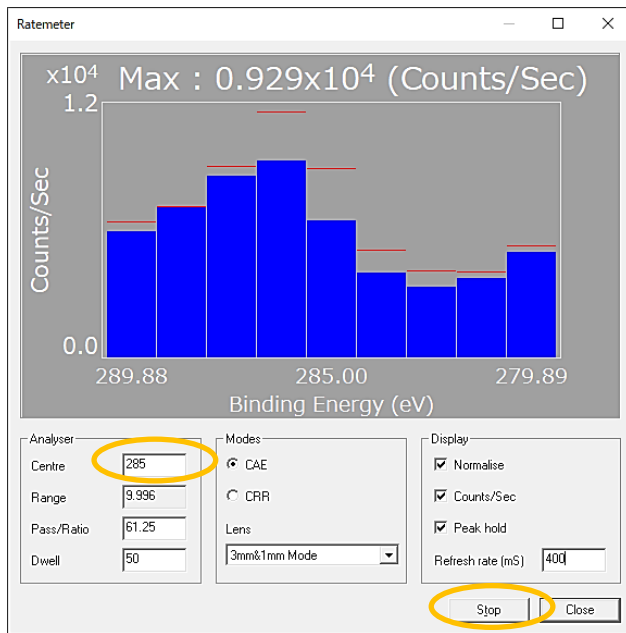 Ratemeter
x10⁴ Max : 0.929x10⁴ (Counts/Sec)
1.2
Counts/Sec
0.0
289.88 285.00 279.89
Binding Energy (eV)
Analyser
Centre 285
Range 9.996
Pass/Ratio 61.25
Dwell 50
Modes
CAE
CRR
Lens
3mm&1mm Mode
Display
Normalise
Counts/Sec
Peak hold
Refresh rate (mS) 400
Stop Close